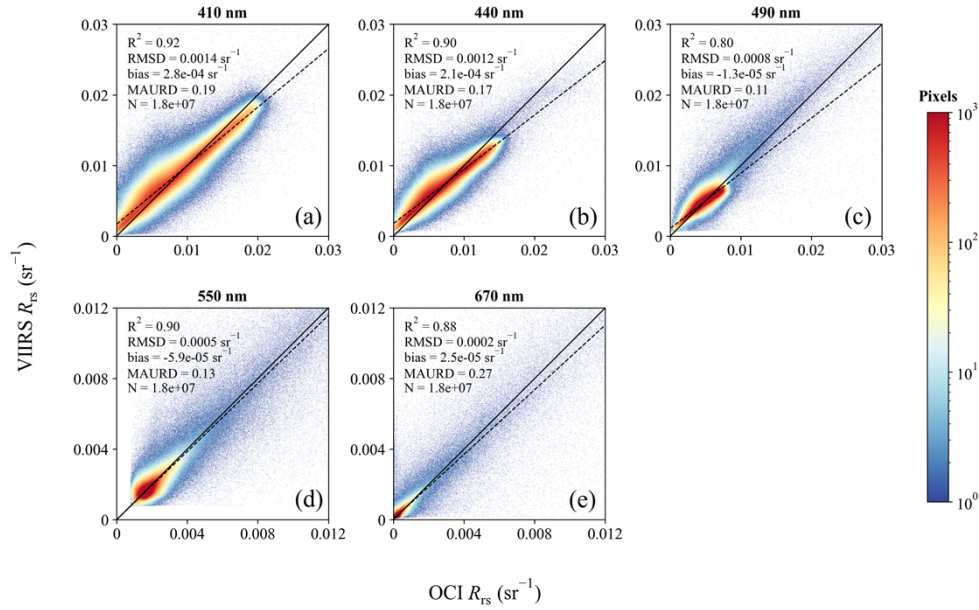 410 nm
R² = 0.92
RMSD = 0.0014 sr⁻¹
bias = 2.8e-04 sr⁻¹
MAURD = 0.19
N = 1.8e+07
0.03
0.02
0.01
0
0
0.01
0.02
0.03
(a)
440 nm
R² = 0.90
RMSD = 0.0012 sr⁻¹
bias = 2.1e-04 sr⁻¹
MAURD = 0.17
N = 1.8e+07
0.03
0.02
0.01
0
0
0.01
0.02
0.03
(b)
490 nm
R² = 0.80
RMSD = 0.0008 sr⁻¹
bias = -1.3e-05 sr⁻¹
MAURD = 0.11
N = 1.8e+07
0.03
0.02
0.01
0
0
0.01
0.02
0.03
(c)
550 nm
R² = 0.90
RMSD = 0.0005 sr⁻¹
bias = -5.9e-05 sr⁻¹
MAURD = 0.13
N = 1.8e+07
0.012
0.008
0.004
0
0
0.004
0.008
0.012
(d)
670 nm
R² = 0.88
RMSD = 0.0002 sr⁻¹
bias = 2.5e-05 sr⁻¹
MAURD = 0.27
N = 1.8e+07
0.012
0.008
0.004
0
0
0.004
0.008
0.012
(e)
Pixels
10³
10²
10¹
10⁰
VIIRS Rrs (sr⁻¹)
OCI Rrs (sr⁻¹)